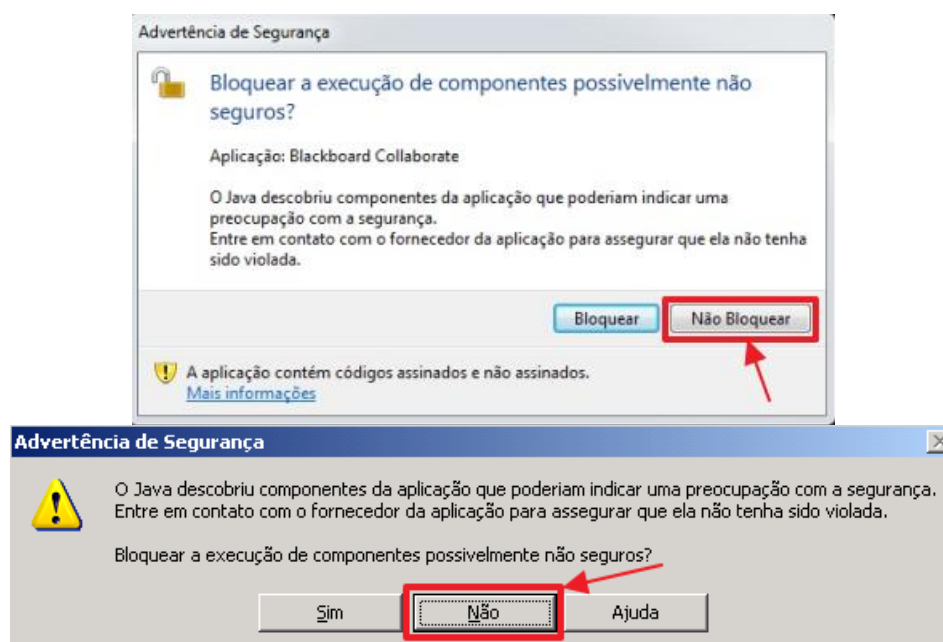 Advertência de Segurança
Bloquear a execução de componentes possivelmente não
seguros?
Aplicação: Blackboard Collaborate
O Java descobriu componentes da aplicação que poderiam indicar uma
preocupação com a segurança.
Entre em contato com o fornecedor da aplicação para assegurar que ela não tenha
sido violada.
Bloquear Não Bloquear
A aplicação contém códigos assinados e não assinados.
Mais informações
Advertência de Segurança
O Java descobriu componentes da aplicação que poderiam indicar uma preocupação com a segurança.
Entre em contato com o fornecedor da aplicação para assegurar que ela não tenha sido violada.
Bloquear a execução de componentes possivelmente não seguros?
Sim Não Ajuda